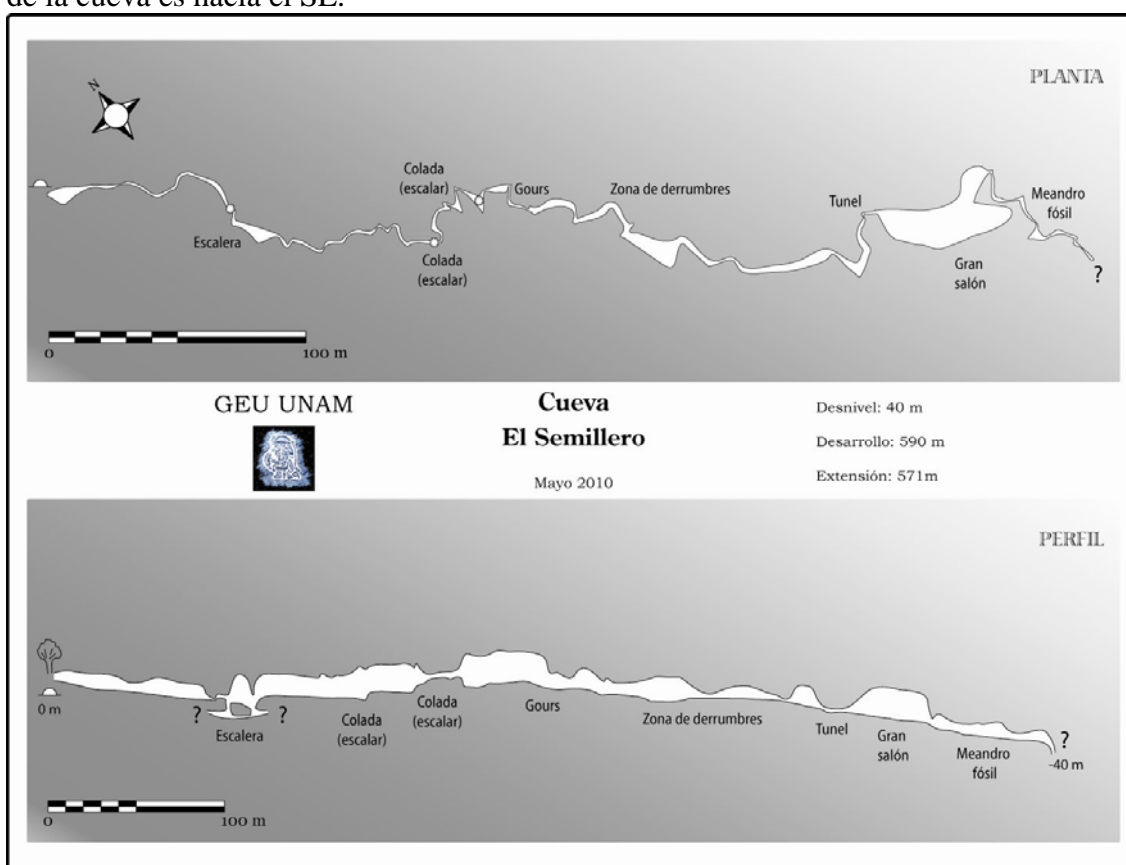 de la cueva es hacia el SE.
PLANTA
N
Colada
(escalar)
Gours
Zona de derrumbres
Tunel
Meandro
fósil
Escalera
Colada
(escalar)
Gran
salón
?
0
100 m
GEU UNAM
Cueva
El Semillero
Mayo 2010
Desnivel: 40 m
Desarrollo: 590 m
Extensión: 571m
PERFIL
0 m
?
?
Escalera
Colada
(escalar)
Colada
(escalar)
Gours
Zona de derrumbres
Tunel
Gran
salón
Meandro
fósil
?
-40 m
0
100 m